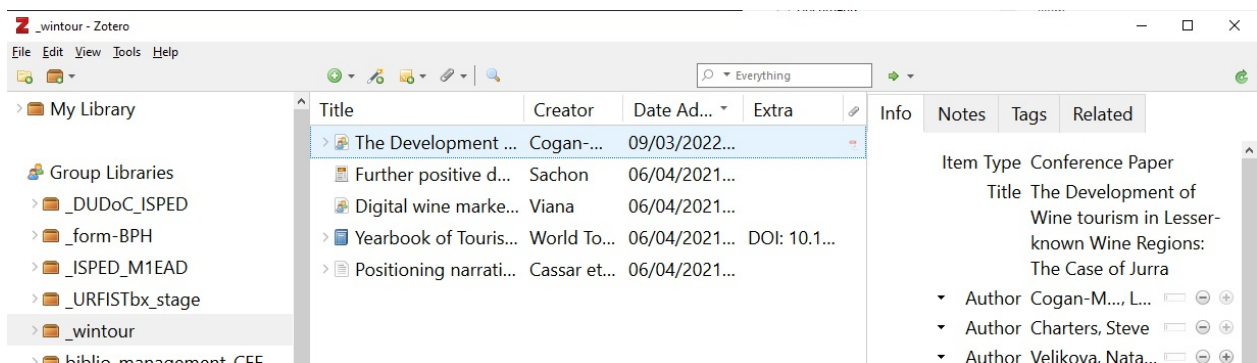 _wintour - Zotero
File Edit View Tools Help
Everything
My Library
Group Libraries
_DUDoC_ISPED
_form-BPH
_ISPED_M1EAD
_URFISTbx_stage
_wintour
biblio_management_CFF
Title Creator Date Ad... Extra
The Development ... Cogan-... 09/03/2022...
Further positive d... Sachon 06/04/2021...
Digital wine marke... Viana 06/04/2021...
Yearbook of Touris... World To... 06/04/2021... DOI: 10.1...
Positioning narrati... Cassar et... 06/04/2021...
Info Notes Tags Related
Item Type Conference Paper
Title The Development of
Wine tourism in Lesser-
known Wine Regions:
The Case of Jurra
Author Cogan-M..., L...
Author Charters, Steve
Author Velikova, Nata...